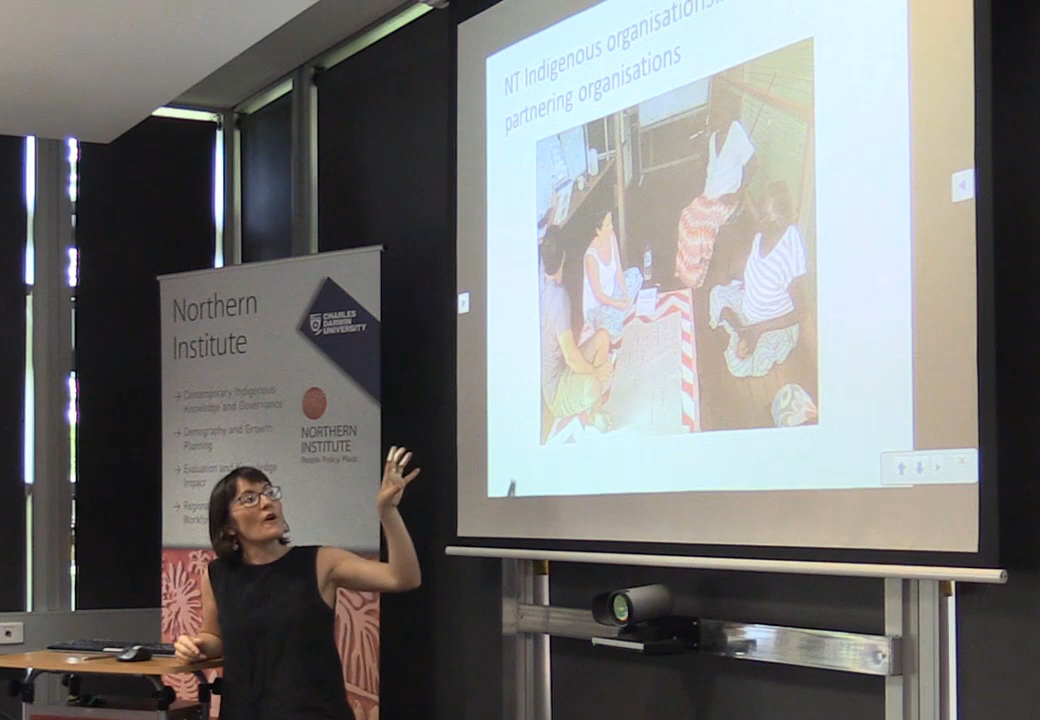 NT Indigenous organisations..
partnering organisations
Northern
Institute
CHARLES
DARWIN
UNIVERSITY
→ Contemporary Indigenous
Knowledge and Governance
→ Demography and Growth
Planning
→ Evaluation and Knowledge
Impact
NORTHERN
INSTITUTE
People. Policy. Place.